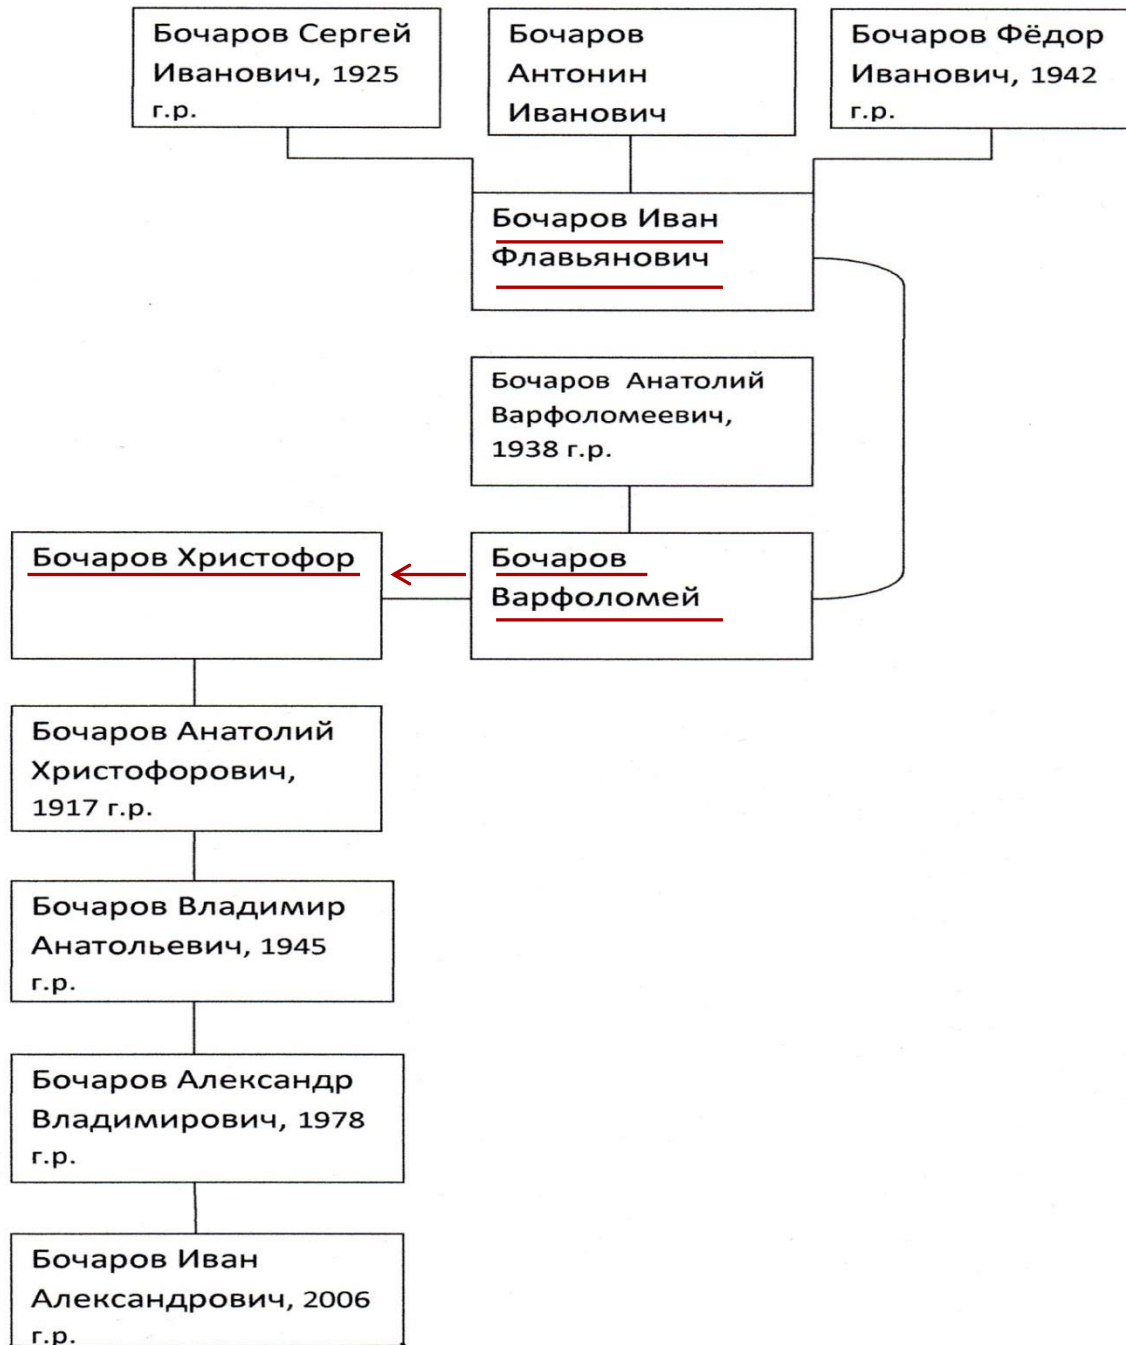 Бочаров Сергей
Иванович, 1925
г.р.
Бочаров
Антонин
Иванович
Бочаров Фёдор
Иванович, 1942
г.р.
Бочаров Иван
Флавьянович
Бочаров Анатолий
Варфоломеевич,
1938 г.р.
Бочаров Христофор
Бочаров
Варфоломей
Бочаров Анатолий
Христофорович,
1917 г.р.
Бочаров Владимир
Анатольевич, 1945
г.р.
Бочаров Александр
Владимирович, 1978
г.р.
Бочаров Иван
Александрович, 2006
г.р.